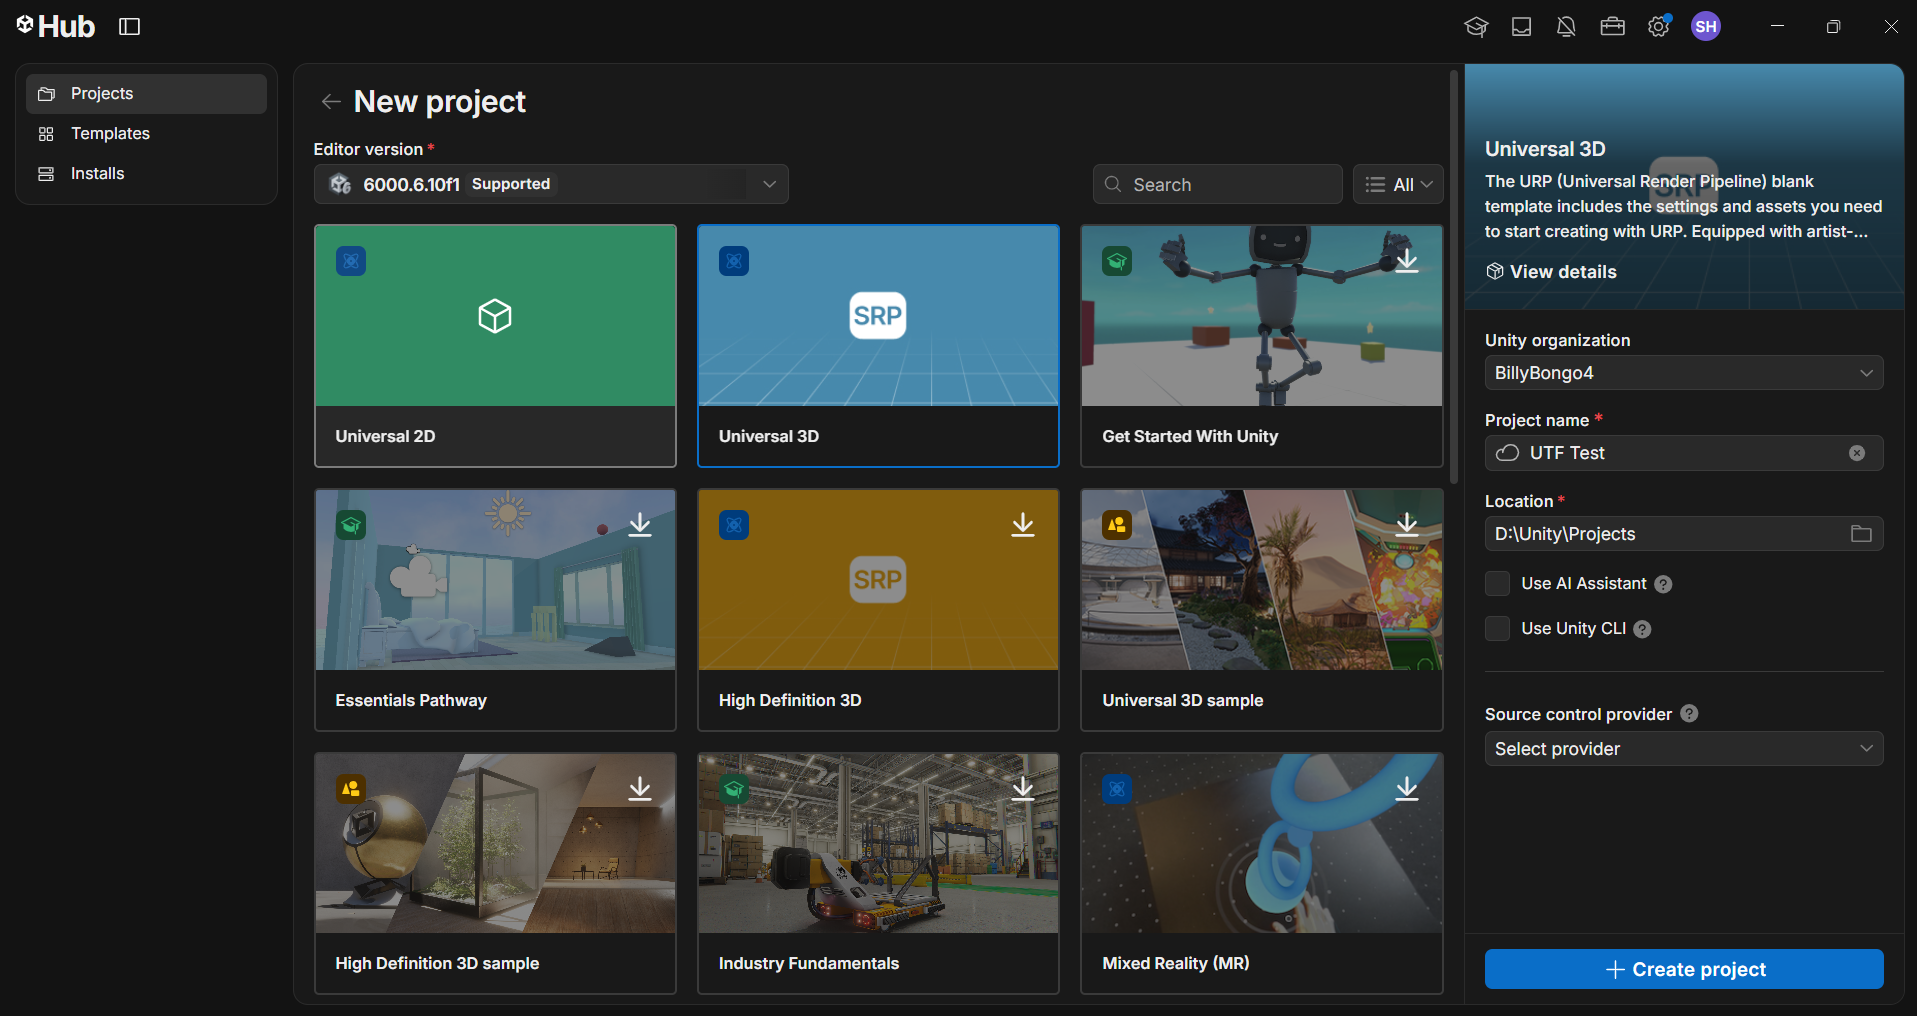 Hub
SH
Projects
Templates
Installs
New project
Editor version *
6000.6.10f1 Supported
Search
All
SRP
Universal 2D
Universal 3D
Get Started With Unity
SRP
Essentials Pathway
High Definition 3D
Universal 3D sample
High Definition 3D sample
Industry Fundamentals
Mixed Reality (MR)
SRP
Universal 3D
The URP (Universal Render Pipeline) blank
template includes the settings and assets you need
to start creating with URP. Equipped with artist-...
View details
Unity organization
BillyBongo4
Project name *
UTF Test
Location *
D:\Unity\Projects
Use AI Assistant ?
Use Unity CLI ?
Source control provider ?
Select provider
+ Create project